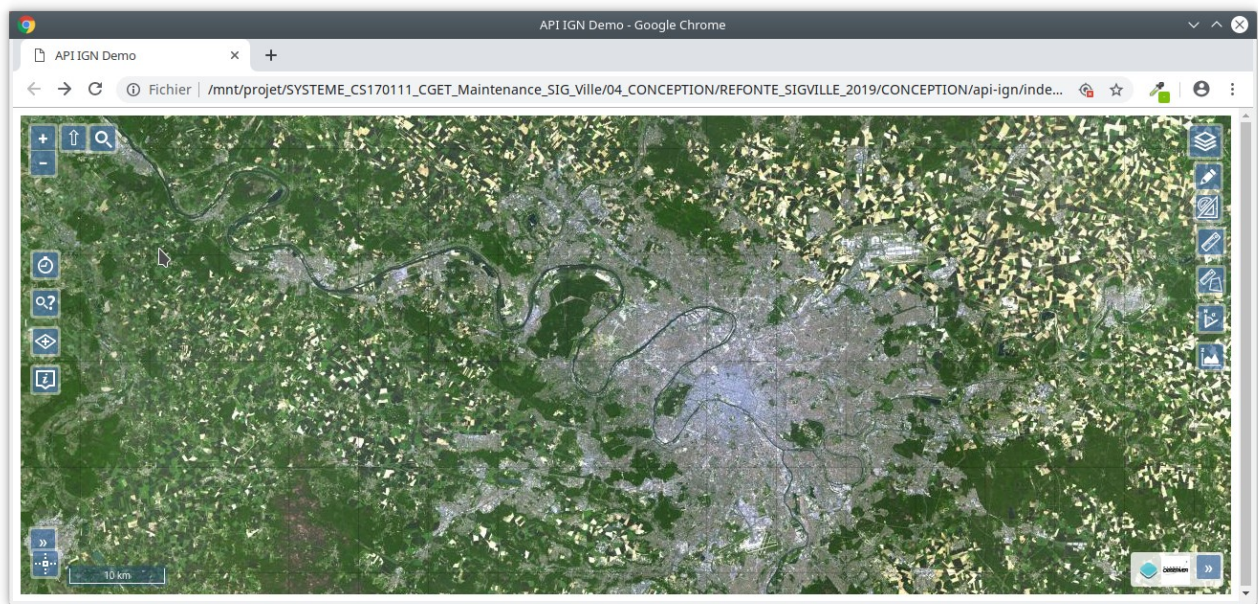 API IGN Demo - Google Chrome
API IGN Demo
Fichier | /mnt/projet/SYSTEME_CS170111_CGET_Maintenance_SIG_Ville/04_CONCEPTION/REFONTE_SIGVILLE_2019/CONCEPTION/api-ign/inde...
10 km